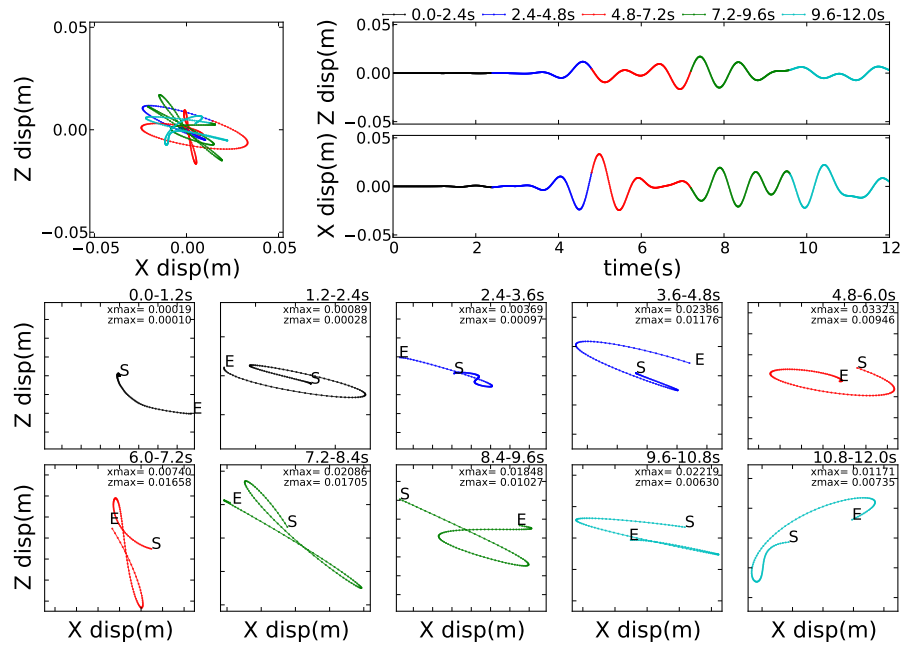 0.0-2.4s 2.4-4.8s 4.8-7.2s 7.2-9.6s 9.6-12.0s
0.05
0.00
−0.05
Z disp(m)
−0.05 0.00 0.05
X disp(m)
0.05
0.00
−0.05
Z disp(m)
0.05
0.00
−0.05
X disp(m)
0 2 4 6 8 10 12
time(s)
0.0-1.2s
xmax= 0.00019
zmax= 0.00010
S
E
Z disp(m)
1.2-2.4s
xmax= 0.00089
zmax= 0.00028
E
S
2.4-3.6s
xmax= 0.00369
zmax= 0.00097
E
S
3.6-4.8s
xmax= 0.02386
zmax= 0.01176
E
S
4.8-6.0s
xmax= 0.03323
zmax= 0.00946
S
E
6.0-7.2s
xmax= 0.00740
zmax= 0.01658
E
S
Z disp(m)
X disp(m)
7.2-8.4s
xmax= 0.02086
zmax= 0.01705
E
S
X disp(m)
8.4-9.6s
xmax= 0.01848
zmax= 0.01027
S
E
X disp(m)
9.6-10.8s
xmax= 0.02219
zmax= 0.00630
S
E
X disp(m)
10.8-12.0s
xmax= 0.01171
zmax= 0.00735
E
S
X disp(m)